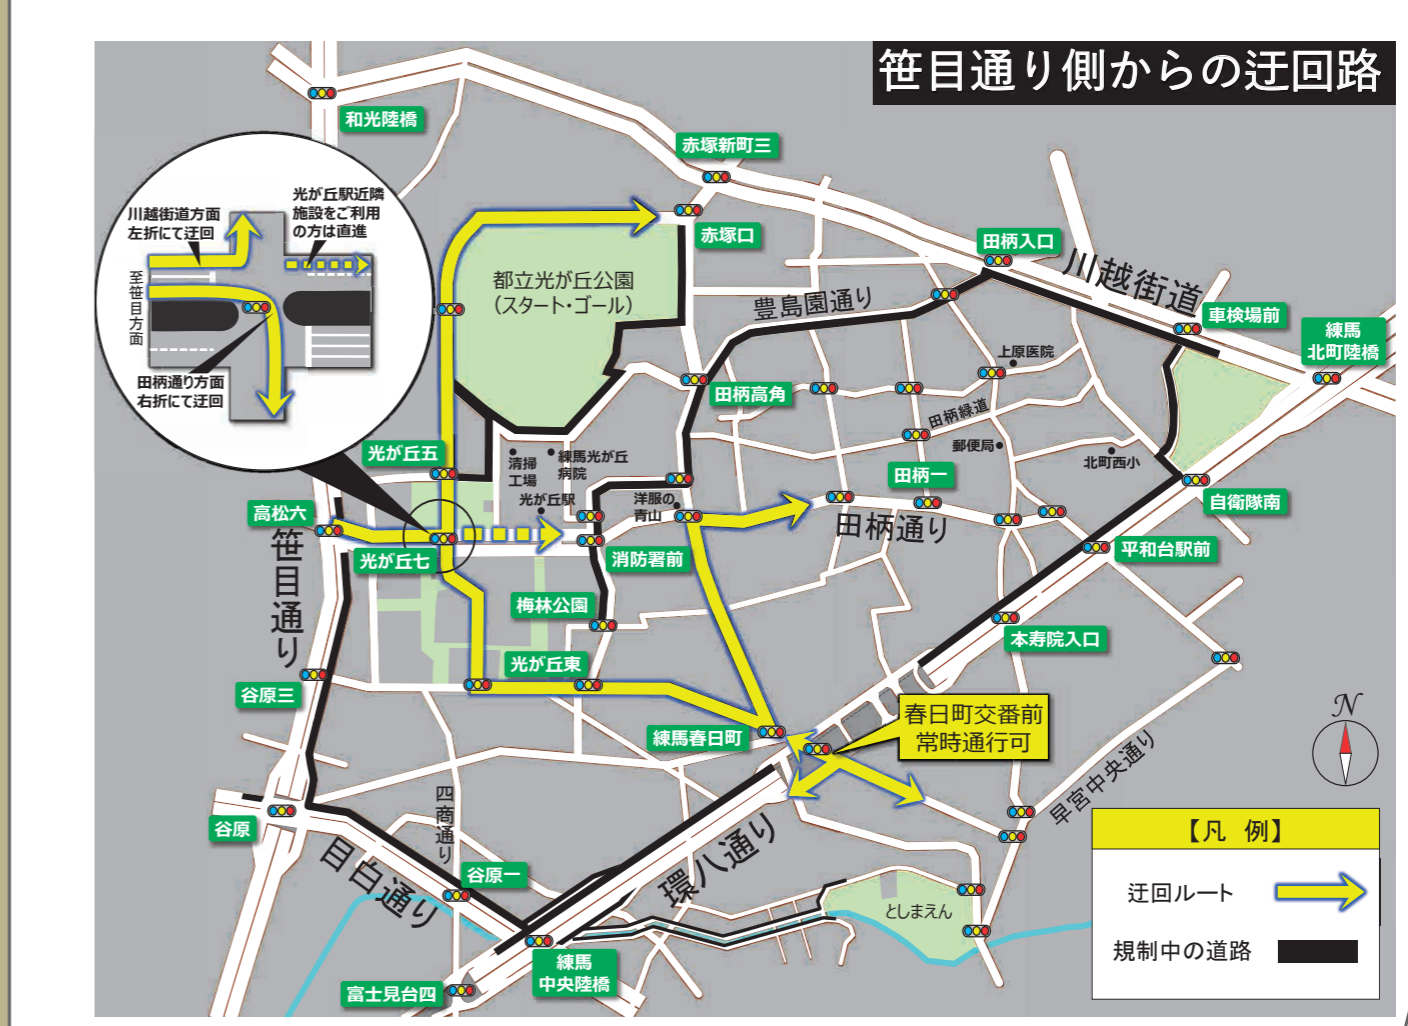 笹目通り側からの迂回路
和光陸橋
赤塚新町三
川越街道方面
左折にて迂回
光が丘駅近隣
施設をご利用
の方は直進
至笹目方面
田柄通り方面
右折にて迂回
赤塚口
田柄入口
川越街道
都立光が丘公園
(スタート・ゴール)
豊島園通り
車検場前
練馬
北町陸橋
上原医院
田柄高角
田柄緑道
郵便局
北町西小
光が丘五
清掃
工場
練馬光が丘
病院
光が丘駅
洋服の
青山
田柄一
自衛隊南
高松六
田柄通り
光が丘七
消防署前
平和台駅前
笹目通り
梅林公園
本寿院入口
光が丘東
谷原三
練馬春日町
春日町交番前
常時通行可
N
早宮中央通り
四商通り
谷原
目白通り
谷原一
環八通り
としまえん
練馬
中央陸橋
富士見台四
【凡 例】
迂回ルート
規制中の道路